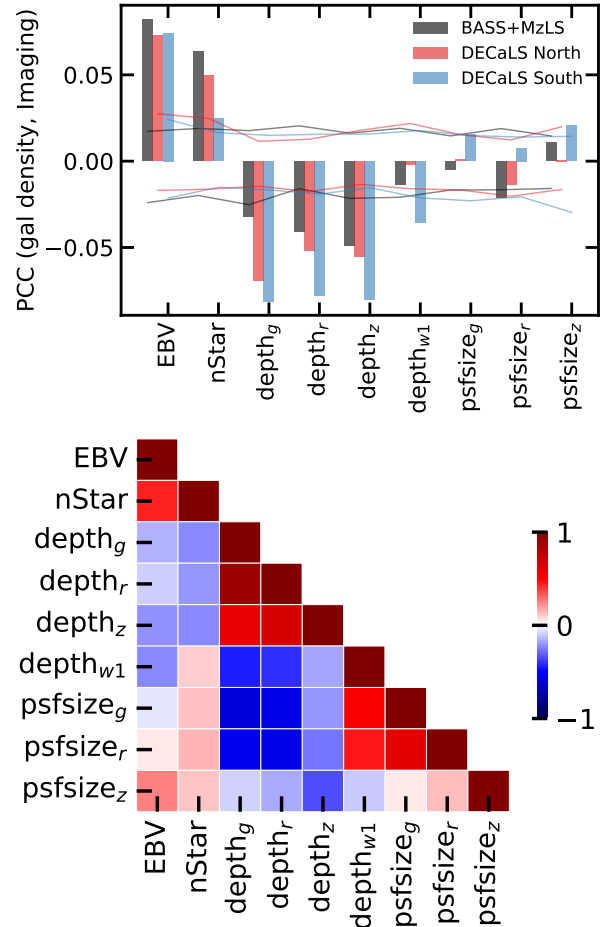 PCC (gal density, Imaging)
0.05
0.00
−0.05
BASS+MzLS
DECaLS North
DECaLS South
EBV
nStar
depth_g
depth_r
depth_z
depth_w1
psfsize_g
psfsize_r
psfsize_z
EBV
nStar
depth_g
depth_r
depth_z
depth_w1
psfsize_g
psfsize_r
psfsize_z
1
0
−1
EBV
nStar
depth_g
depth_r
depth_z
depth_w1
psfsize_g
psfsize_r
psfsize_z